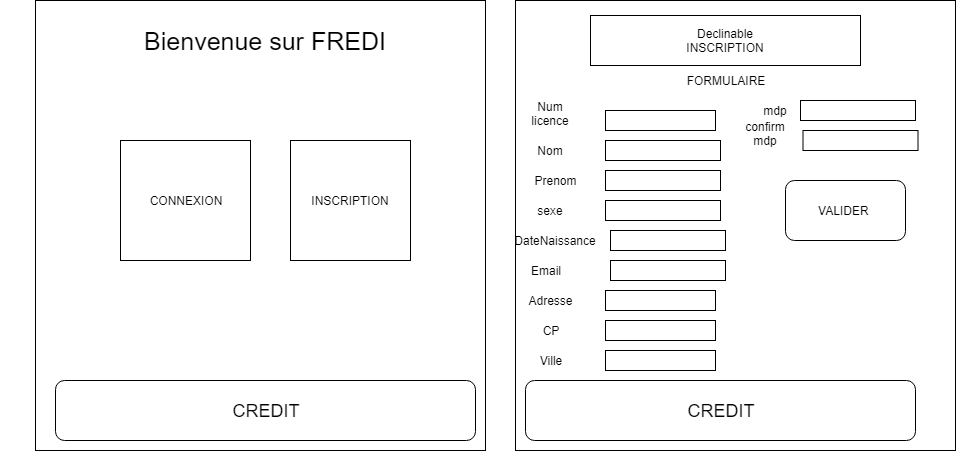 Bienvenue sur FREDI
CONNEXION
INSCRIPTION
CREDIT
Declinable
INSCRIPTION
FORMULAIRE
Num
licence
Nom
Prenom
sexe
DateNaissance
Email
Adresse
CP
Ville
mdp
confirm
mdp
VALIDER
CREDIT